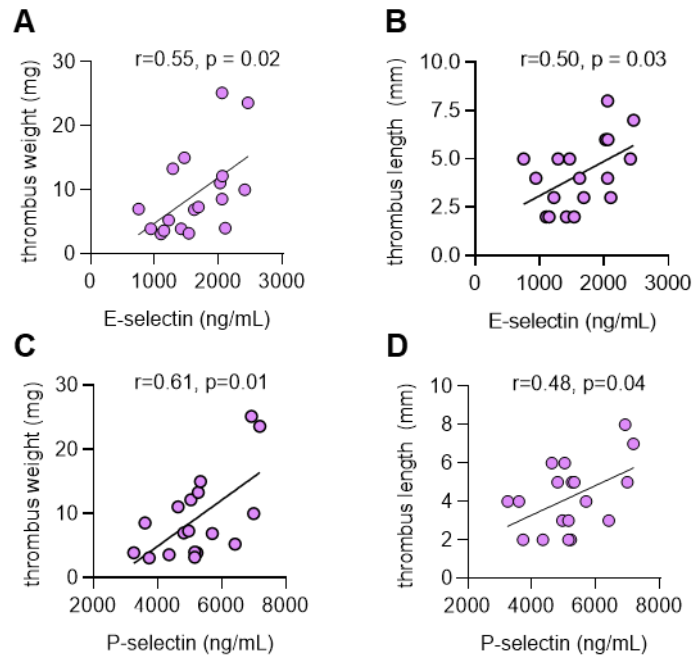 A
r=0.55, p = 0.02
thrombus weight (mg)
30
20
10
0
0 1000 2000 3000
E-selectin (ng/mL)
B
r=0.50, p = 0.03
thrombus length (mm)
10.0
7.5
5.0
2.5
0.0
0 1000 2000 3000
E-selectin (ng/mL)
C
r=0.61, p=0.01
thrombus weight (mg)
30
20
10
0
2000 4000 6000 8000
P-selectin (ng/mL)
D
r=0.48, p=0.04
thrombus length (mm)
10
8
6
4
2
0
2000 4000 6000 8000
P-selectin (ng/mL)